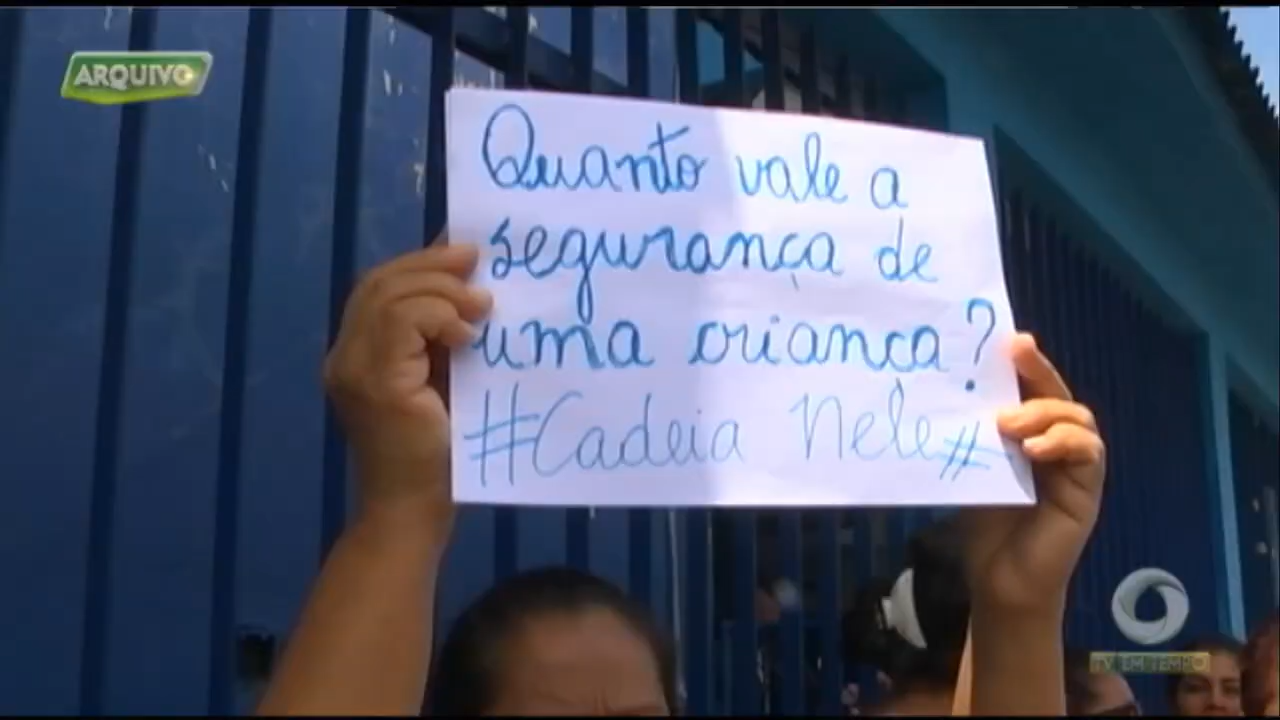 ARQUIVO
Quanto vale a
segurança de
uma criança?
#Cadeia Nele#
TV EM TEMPO